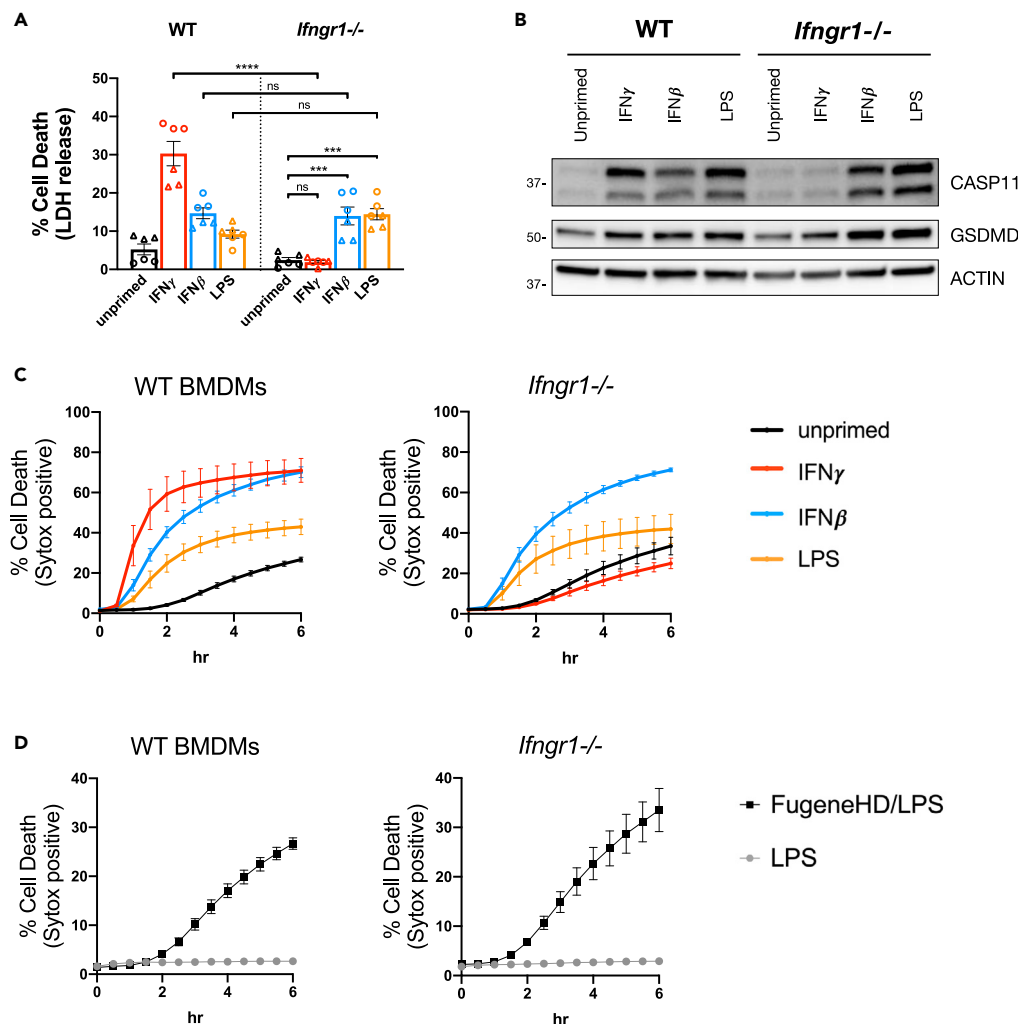 A
WT
Ifngr1-/-
****
ns
ns
***
***
ns
% Cell Death
(LDH release)
50
40
30
20
10
0
unprimed
IFNγ
IFNβ
LPS
unprimed
IFNγ
IFNβ
LPS
B
WT
Ifngr1-/-
Unprimed
IFNγ
IFNβ
LPS
Unprimed
IFNγ
IFNβ
LPS
37-
CASP11
50-
GSDMD
37-
ACTIN
C
WT BMDMs
% Cell Death
(Sytox positive)
100
80
60
40
20
0
0 2 4 6
hr
Ifngr1-/-
% Cell Death
(Sytox positive)
100
80
60
40
20
0
0 2 4 6
hr
unprimed
IFNγ
IFNβ
LPS
D
WT BMDMs
% Cell Death
(Sytox positive)
40
30
20
10
0
0 2 4 6
hr
Ifngr1-/-
% Cell Death
(Sytox positive)
40
30
20
10
0
0 2 4 6
hr
FugeneHD/LPS
LPS